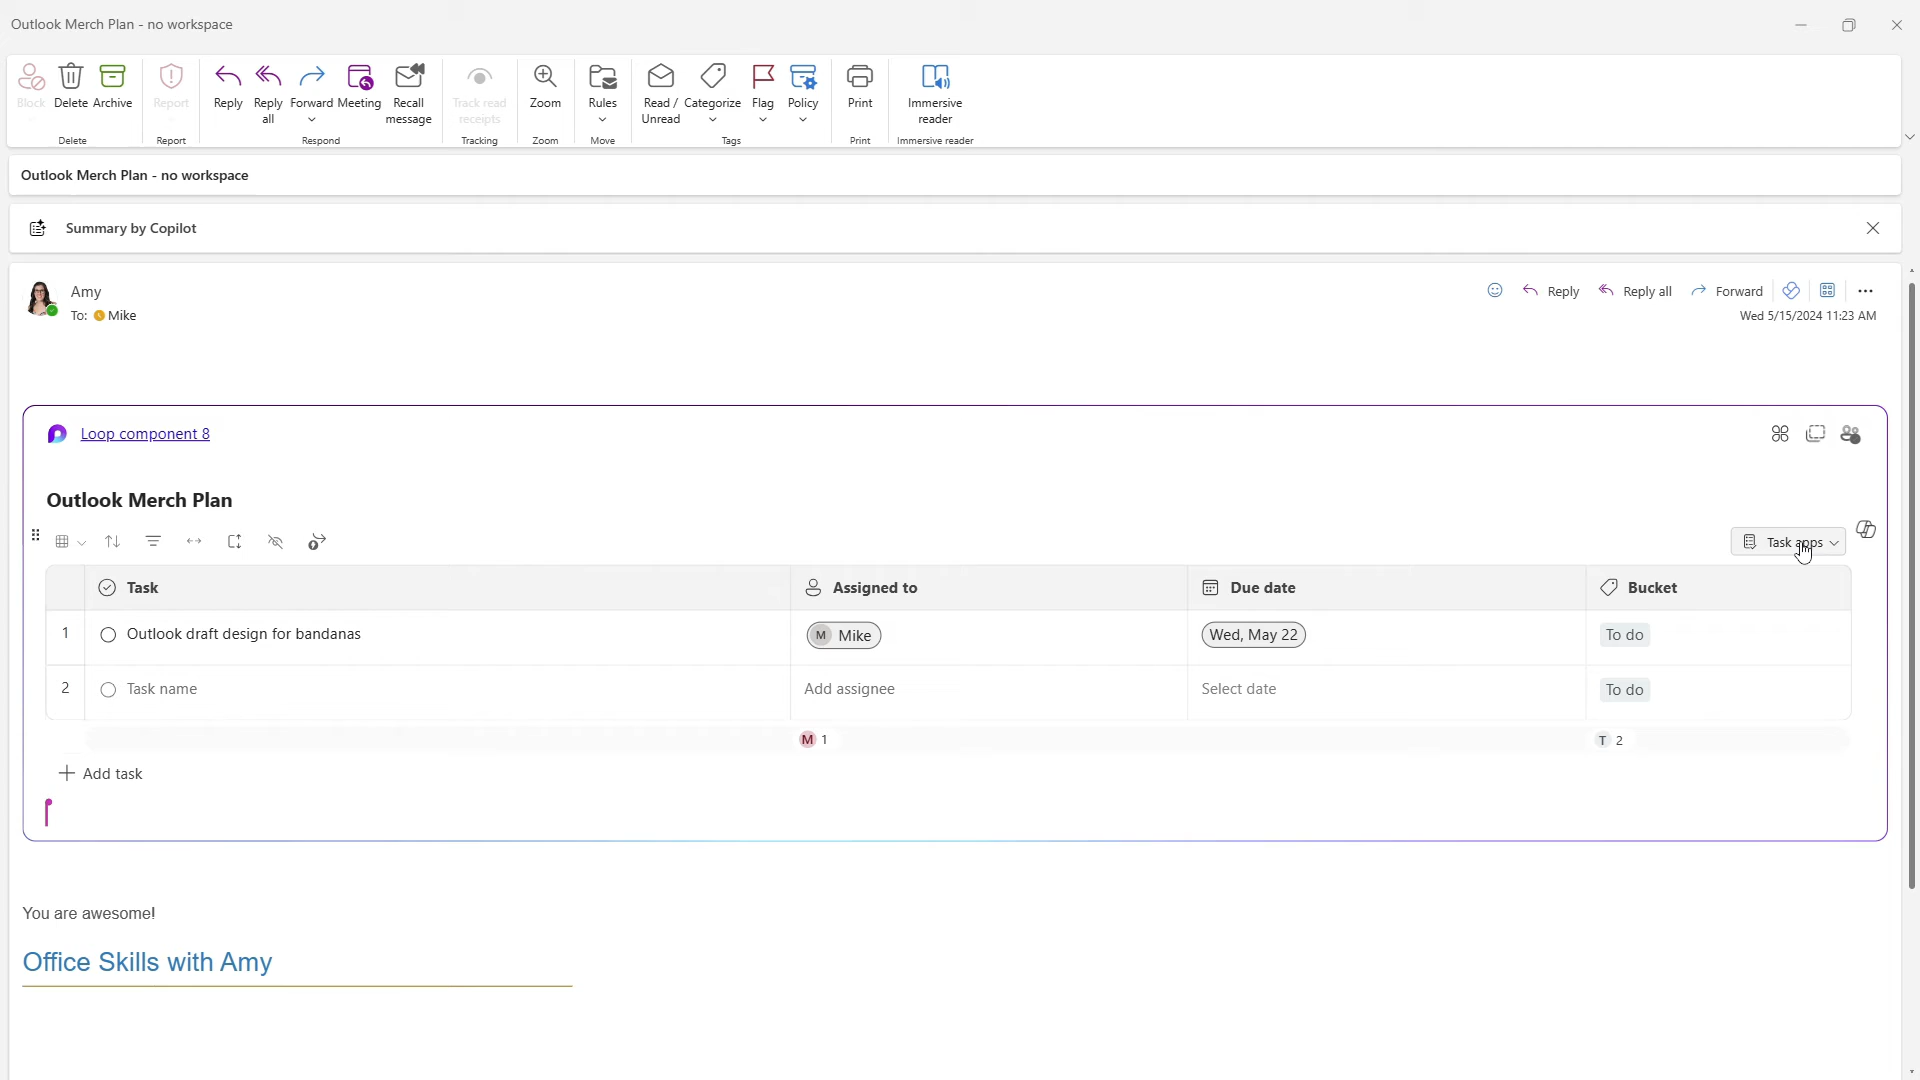 Outlook Merch Plan - no workspace
Block Delete Archive Report Reply Reply all Forward Meeting Recall message Track read receipts Zoom Rules Read / Unread Categorize Flag Policy Print Immersive reader
Delete Report Respond Tracking Zoom Move Tags Print Immersive reader
Outlook Merch Plan - no workspace
Summary by Copilot
Amy
Reply Reply all Forward
To: Mike
Wed 5/15/2024 11:23 AM
Loop component 8
Outlook Merch Plan
Task apps
Task Assigned to Due date Bucket
1 Outlook draft design for bandanas M Mike Wed, May 22 To do
2 Task name Add assignee Select date To do
M 1 T 2
Add task
You are awesome!
Office Skills with Amy